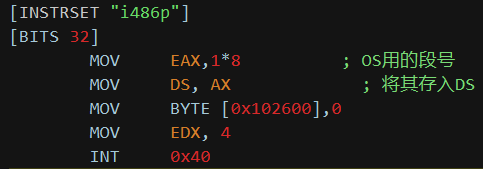 [INSTRSET "i486p"]
[BITS 32]
MOV EAX,1*8 ; OS用的段号
MOV DS, AX ; 将其存入DS
MOV BYTE [0x102600],0
MOV EDX, 4
INT 0x40